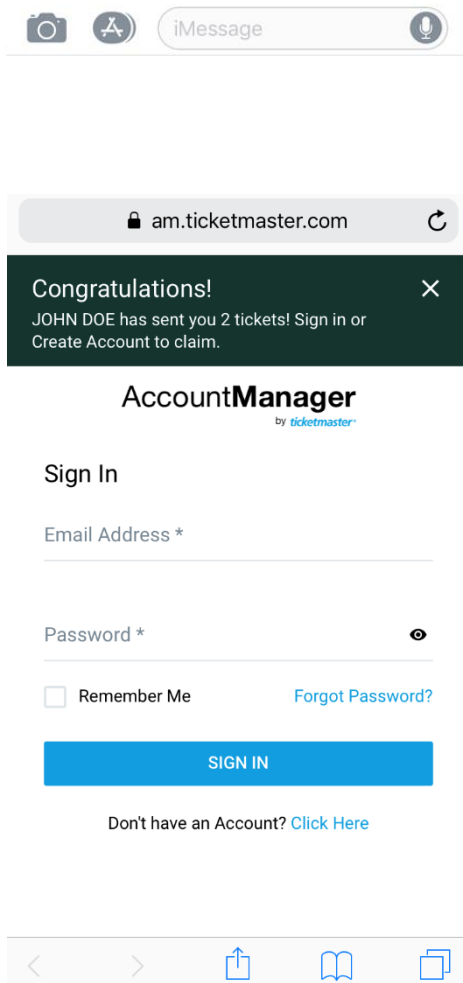 iMessage
am.ticketmaster.com
Congratulations!
JOHN DOE has sent you 2 tickets! Sign in or
Create Account to claim.
AccountManager
by ticketmaster
Sign In
Email Address *
Password *
Remember Me Forgot Password?
SIGN IN
Don't have an Account? Click Here